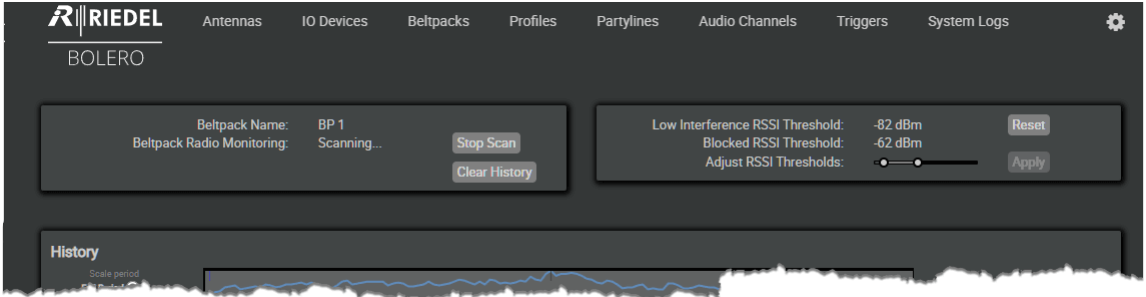 RIEDEL
BOLERO
Antennas IO Devices Beltpacks Profiles Partylines Audio Channels Triggers System Logs
Beltpack Name: BP 1
Beltpack Radio Monitoring: Scanning...
Stop Scan
Clear History
Low Interference RSSI Threshold: -82 dBm Reset
Blocked RSSI Threshold: -62 dBm
Adjust RSSI Thresholds: Apply
History
Scale period